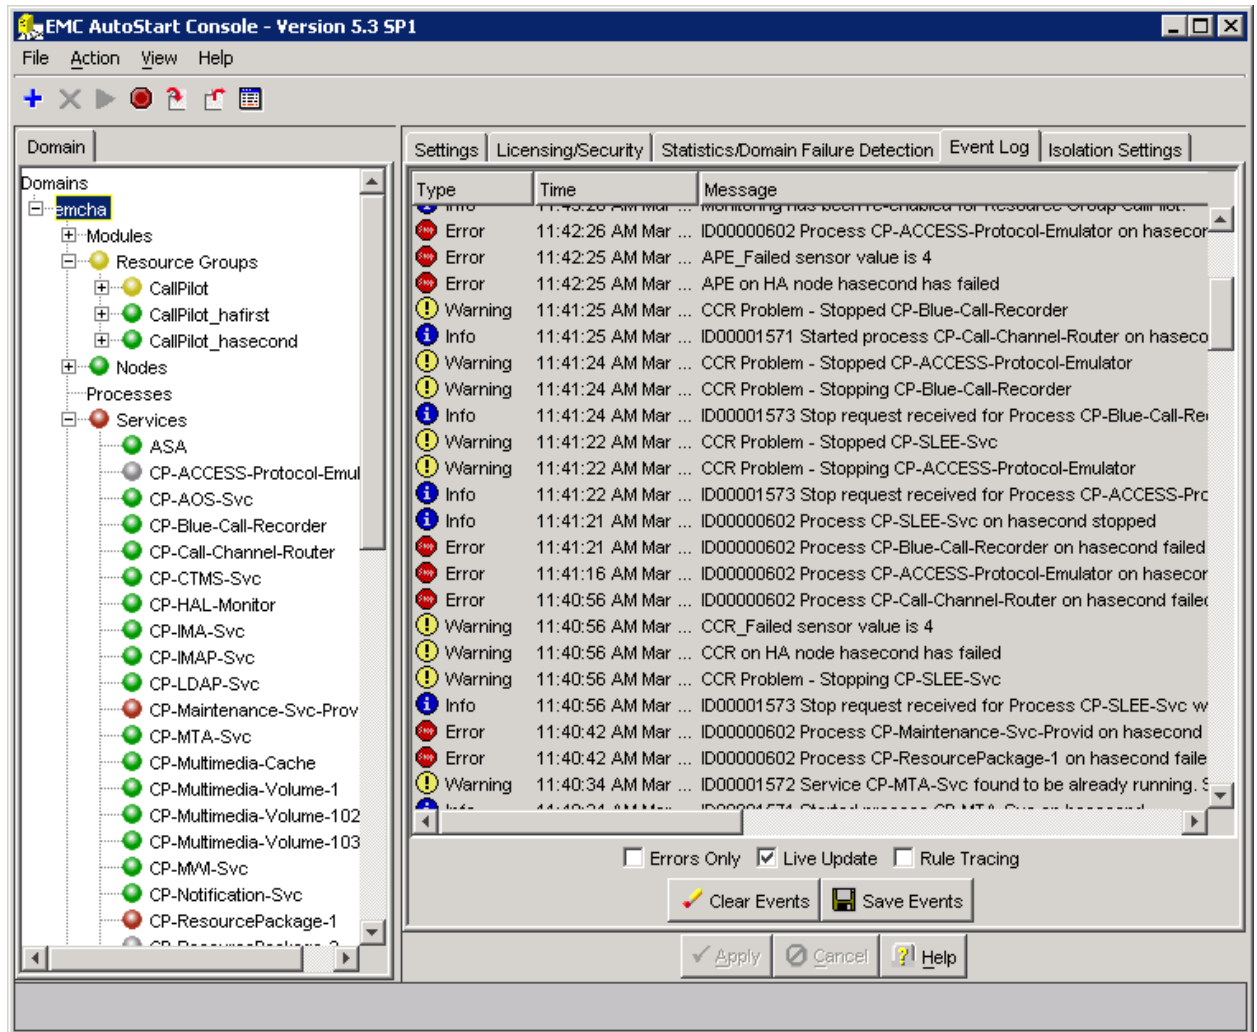 EMC AutoStart Console - Version 5.3 SP1
File Action View Help
Domain
Settings Licensing/Security Statistics/Domain Failure Detection Event Log Isolation Settings
Domains
emcha
Modules
Resource Groups
CallPilot
CallPilot_hafirst
CallPilot_hasecond
Nodes
Processes
Services
ASA
CP-ACCESS-Protocol-Emul
CP-AOS-Svc
CP-Blue-Call-Recorder
CP-Call-Channel-Router
CP-CTMS-Svc
CP-HAL-Monitor
CP-IMA-Svc
CP-IMAP-Svc
CP-LDAP-Svc
CP-Maintenance-Svc-Prov
CP-MTA-Svc
CP-Multimedia-Cache
CP-Multimedia-Volume-1
CP-Multimedia-Volume-102
CP-Multimedia-Volume-103
CP-MWI-Svc
CP-Notification-Svc
CP-ResourcePackage-1
Type Time Message
Monitoring has been re-enabled for Resource Group CallPilot.
Error 11:42:26 AM Mar ... ID00000602 Process CP-ACCESS-Protocol-Emulator on hasecon
Error 11:42:25 AM Mar ... APE_Failed sensor value is 4
Error 11:42:25 AM Mar ... APE on HA node hasecond has failed
Warning 11:41:25 AM Mar ... CCR Problem - Stopped CP-Blue-Call-Recorder
Info 11:41:25 AM Mar ... ID00001571 Started process CP-Call-Channel-Router on haseco
Warning 11:41:24 AM Mar ... CCR Problem - Stopped CP-ACCESS-Protocol-Emulator
Warning 11:41:24 AM Mar ... CCR Problem - Stopping CP-Blue-Call-Recorder
Info 11:41:24 AM Mar ... ID00001573 Stop request received for Process CP-Blue-Call-Re
Warning 11:41:22 AM Mar ... CCR Problem - Stopped CP-SLEE-Svc
Warning 11:41:22 AM Mar ... CCR Problem - Stopping CP-ACCESS-Protocol-Emulator
Info 11:41:22 AM Mar ... ID00001573 Stop request received for Process CP-ACCESS-Pro
Info 11:41:21 AM Mar ... ID00000602 Process CP-SLEE-Svc on hasecond stopped
Error 11:41:21 AM Mar ... ID00000602 Process CP-Blue-Call-Recorder on hasecond failed
Error 11:41:16 AM Mar ... ID00000602 Process CP-ACCESS-Protocol-Emulator on hasecon
Error 11:40:56 AM Mar ... ID00000602 Process CP-Call-Channel-Router on hasecond failed
Warning 11:40:56 AM Mar ... CCR_Failed sensor value is 4
Warning 11:40:56 AM Mar ... CCR on HA node hasecond has failed
Warning 11:40:56 AM Mar ... CCR Problem - Stopping CP-SLEE-Svc
Info 11:40:56 AM Mar ... ID00001573 Stop request received for Process CP-SLEE-Svc w
Error 11:40:42 AM Mar ... ID00000602 Process CP-Maintenance-Svc-Provid on hasecond
Error 11:40:42 AM Mar ... ID00000602 Process CP-ResourcePackage-1 on hasecond faile
Warning 11:40:34 AM Mar ... ID00001572 Service CP-MTA-Svc found to be already running. S
Errors Only Live Update Rule Tracing
Clear Events Save Events
Apply Cancel Help